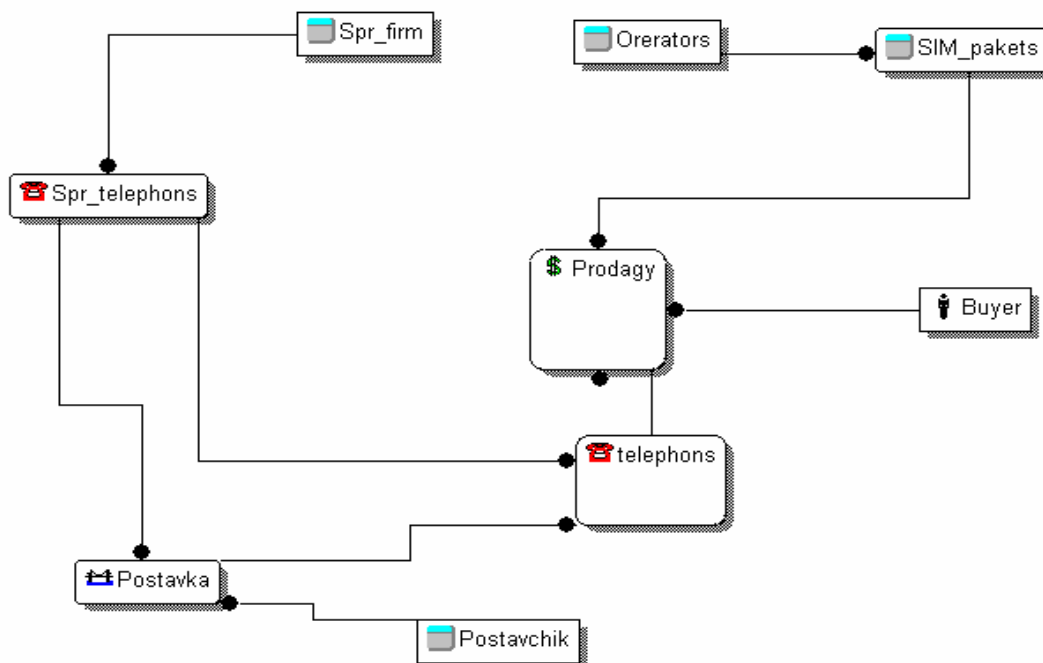 Spr_firm
Orerators
SIM_pakets
Spr_telephons
Prodagy
Buyer
telephons
Postavka
Postavchik